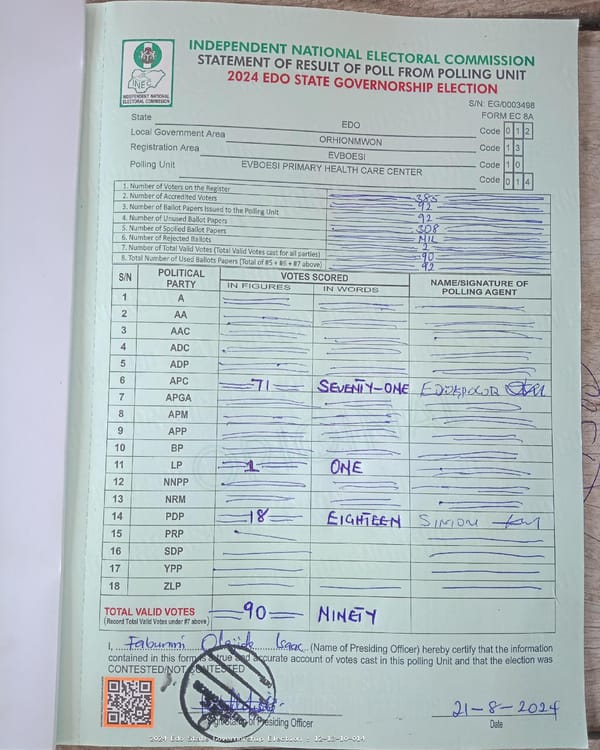 INDEPENDENT NATIONAL ELECTORAL COMMISSION
STATEMENT OF RESULT OF POLL FROM POLLING UNIT
2024 EDO STATE GOVERNORSHIP ELECTION
INEC
INDEPENDENT NATIONAL
ELECTORAL COMMISSION
S/N: EG/0003498
FORM EC 8A
State EDO Code 0 1 2
Local Government Area ORHIONMWON Code 1 3
Registration Area EVBOESI Code 1 0
Polling Unit EVBOESI PRIMARY HEALTH CARE CENTER Code 0 1 4
1. Number of Voters on the Register 385
2. Number of Accredited Voters 92
3. Number of Ballot Papers Issued to the Polling Unit 92
4. Number of Unused Ballot Papers 308
5. Number of Spoiled Ballot Papers NIL
6. Number of Rejected Ballots 2
7. Number of Total Valid Votes (Total Valid Votes cast for all parties) 90
8. Total Number of Used Ballots Papers (Total of #5 + #6 + #7 above) 92
S/N POLITICAL PARTY VOTES SCORED NAME/SIGNATURE OF POLLING AGENT
IN FIGURES IN WORDS
1 A
2 AA
3 AAC
4 ADC
5 ADP
6 APC 71 SEVENTY-ONE
7 APGA
8 APM
9 APP
10 BP
11 LP 1 ONE
12 NNPP
13 NRM
14 PDP 18 EIGHTEEN SIMION
15 PRP
16 SDP
17 YPP
18 ZLP
TOTAL VALID VOTES 90 NINETY
(Record Total Valid Votes under #7 above)
I, Fabunmi Olajide Isaac (Name of Presiding Officer) hereby certify that the information
contained in this form is a true and accurate account of votes cast in this polling Unit and that the election was
CONTESTED/NOT CONTESTED
21-8-2024
Signature of Presiding Officer Date
2024 Edo State Governorship Election - 12-13-10-014